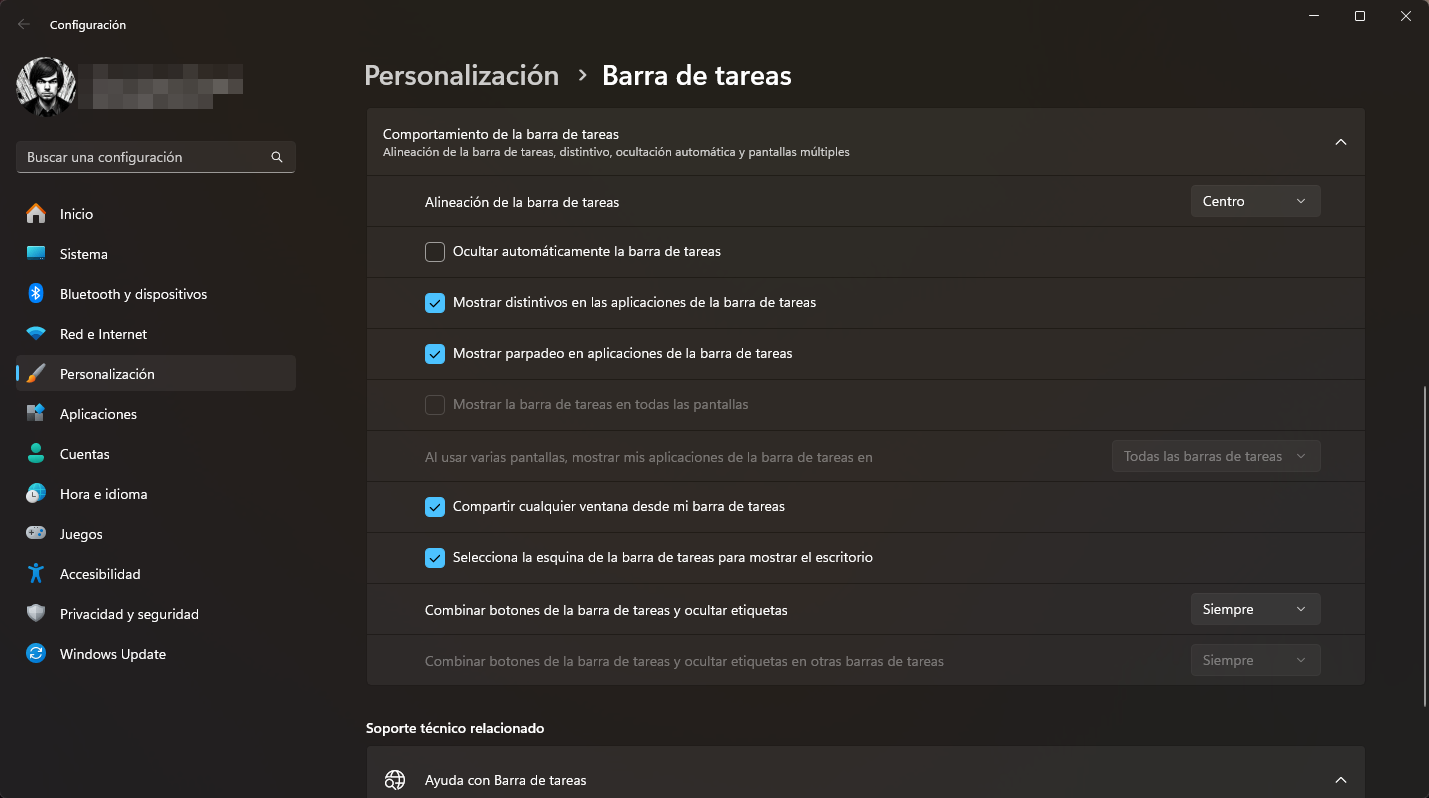 Configuración
Buscar una configuración
Inicio
Sistema
Bluetooth y dispositivos
Red e Internet
Personalización
Aplicaciones
Cuentas
Hora e idioma
Juegos
Accesibilidad
Privacidad y seguridad
Windows Update
Personalización > Barra de tareas
Comportamiento de la barra de tareas
Alineación de la barra de tareas, distintivo, ocultación automática y pantallas múltiples
Alineación de la barra de tareas Centro
Ocultar automáticamente la barra de tareas
Mostrar distintivos en las aplicaciones de la barra de tareas
Mostrar parpadeo en aplicaciones de la barra de tareas
Mostrar la barra de tareas en todas las pantallas
Al usar varias pantallas, mostrar mis aplicaciones de la barra de tareas en Todas las barras de tareas
Compartir cualquier ventana desde mi barra de tareas
Selecciona la esquina de la barra de tareas para mostrar el escritorio
Combinar botones de la barra de tareas y ocultar etiquetas Siempre
Combinar botones de la barra de tareas y ocultar etiquetas en otras barras de tareas Siempre
Soporte técnico relacionado
Ayuda con Barra de tareas